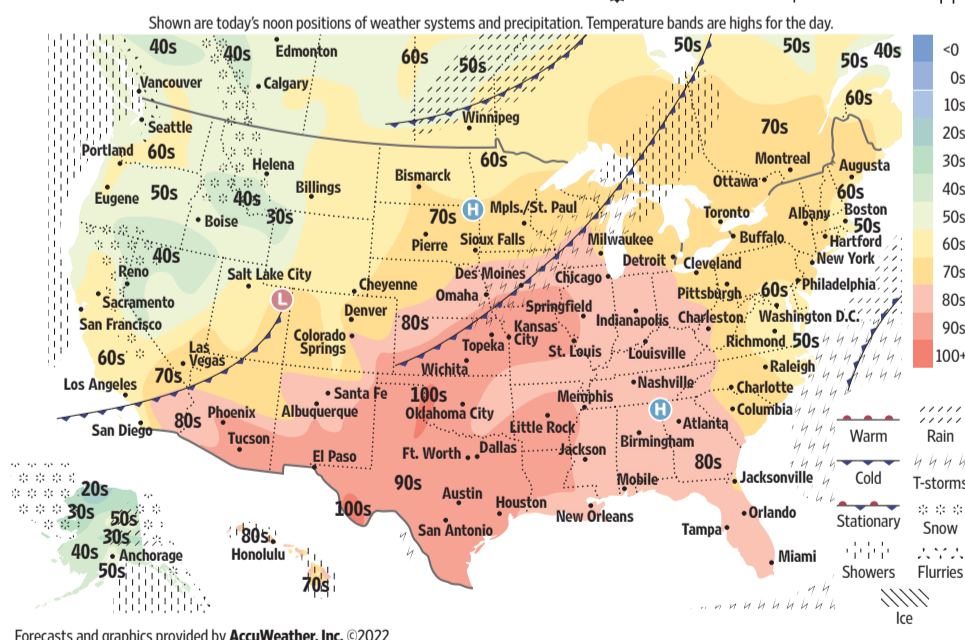 Shown are today's noon positions of weather systems and precipitation. Temperature bands are highs for the day.
40s
40s
Edmonton
60s
50s
50s
50s
50s
40s
<0
Vancouver
Calgary
0s
60s
10s
Seattle
Winnipeg
70s
20s
Portland
60s
Helena
60s
Montreal
Augusta
30s
Eugene
50s
40s
30s
Billings
Bismarck
Ottawa
60s
40s
Boise
70s
H
Mpls./St. Paul
Toronto
Albany
Boston
50s
50s
Pierre
Sioux Falls
Milwaukee
Buffalo
Hartford
60s
Reno
40s
Salt Lake City
Des Moines
Chicago
Detroit
Cleveland
New York
70s
Sacramento
L
Cheyenne
Omaha
Springfield
Pittsburgh
60s
Philadelphia
80s
San Francisco
Denver
80s
Kansas
City
Indianapolis
Charleston
Washington D.C.
90s
Colorado
Springs
Topeka
St. Louis
Louisville
Richmond
50s
100+
60s
Las
Vegas
70s
Wichita
Raleigh
Los Angeles
Santa Fe
100s
Nashville
Charlotte
Phoenix
Albuquerque
Oklahoma City
Memphis
H
Columbia
San Diego
80s
Little Rock
Atlanta
Warm
Rain
Tucson
Birmingham
El Paso
Ft. Worth
Dallas
Jackson
80s
Cold
T-storms
90s
Mobile
Jacksonville
20s
Austin
30s
50s
100s
Houston
New Orleans
Orlando
Stationary
Snow
30s
80s
San Antonio
Tampa
40s
Anchorage
Honolulu
Miami
50s
70s
Showers
Flurries
Ice
Forecasts and graphics provided by AccuWeather, Inc. ©2022